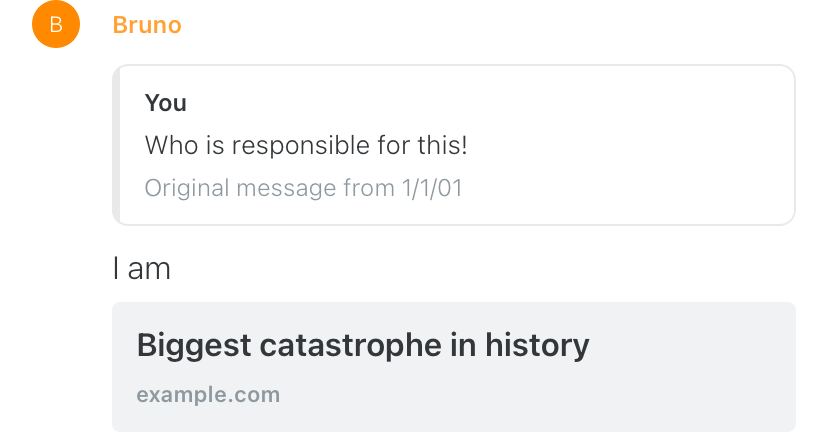 B
Bruno
You
Who is responsible for this!
Original message from 1/1/01
I am
Biggest catastrophe in history
example.com